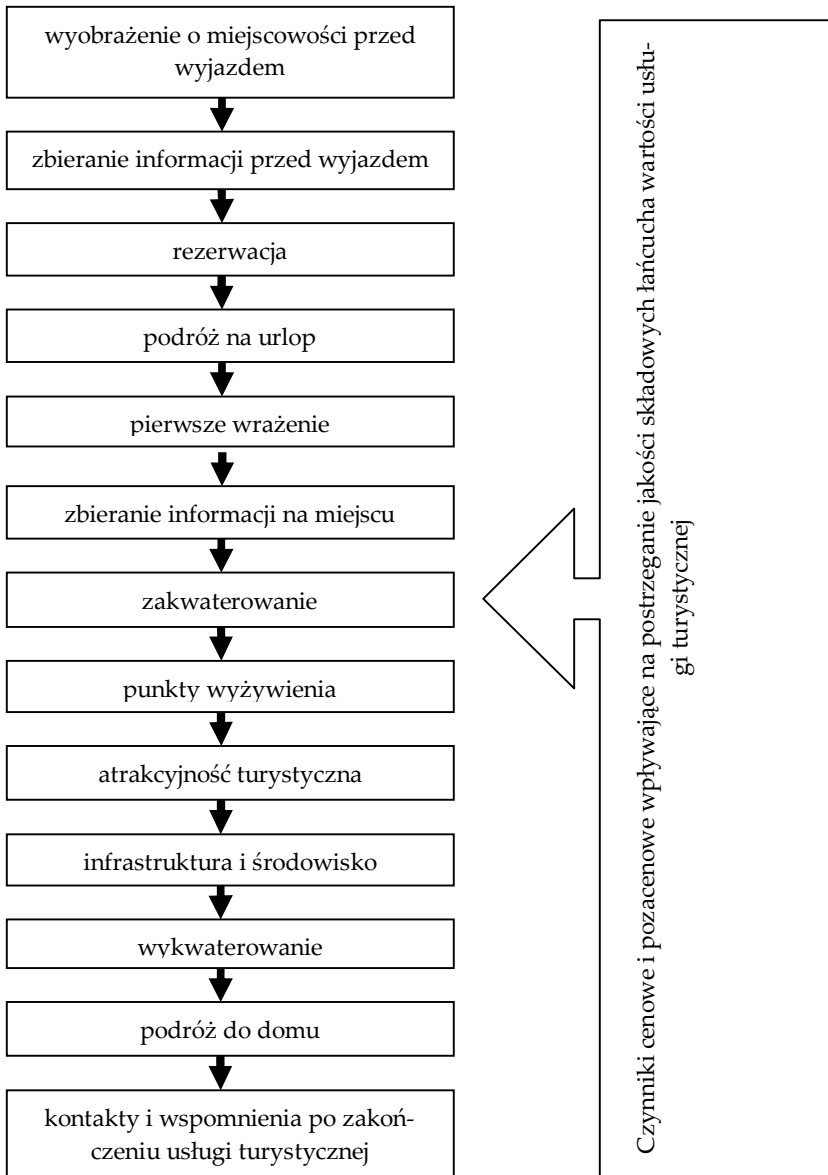 wyobrażenie o miejscowości przed
wyjazdem
zbieranie informacji przed wyjazdem
rezerwacja
podróż na urlop
pierwsze wrażenie
zbieranie informacji na miejscu
zakwaterowanie
punkty wyżywienia
atrakcyjność turystyczna
infrastruktura i środowisko
wykwaterowanie
podróż do domu
kontakty i wspomnienia po zakoń-
czeniu usługi turystycznej
Czynniki cenowe i pozacenowe wpływające na postrzeganie jakości składowych łańcucha wartości usłu-
gi turystycznej